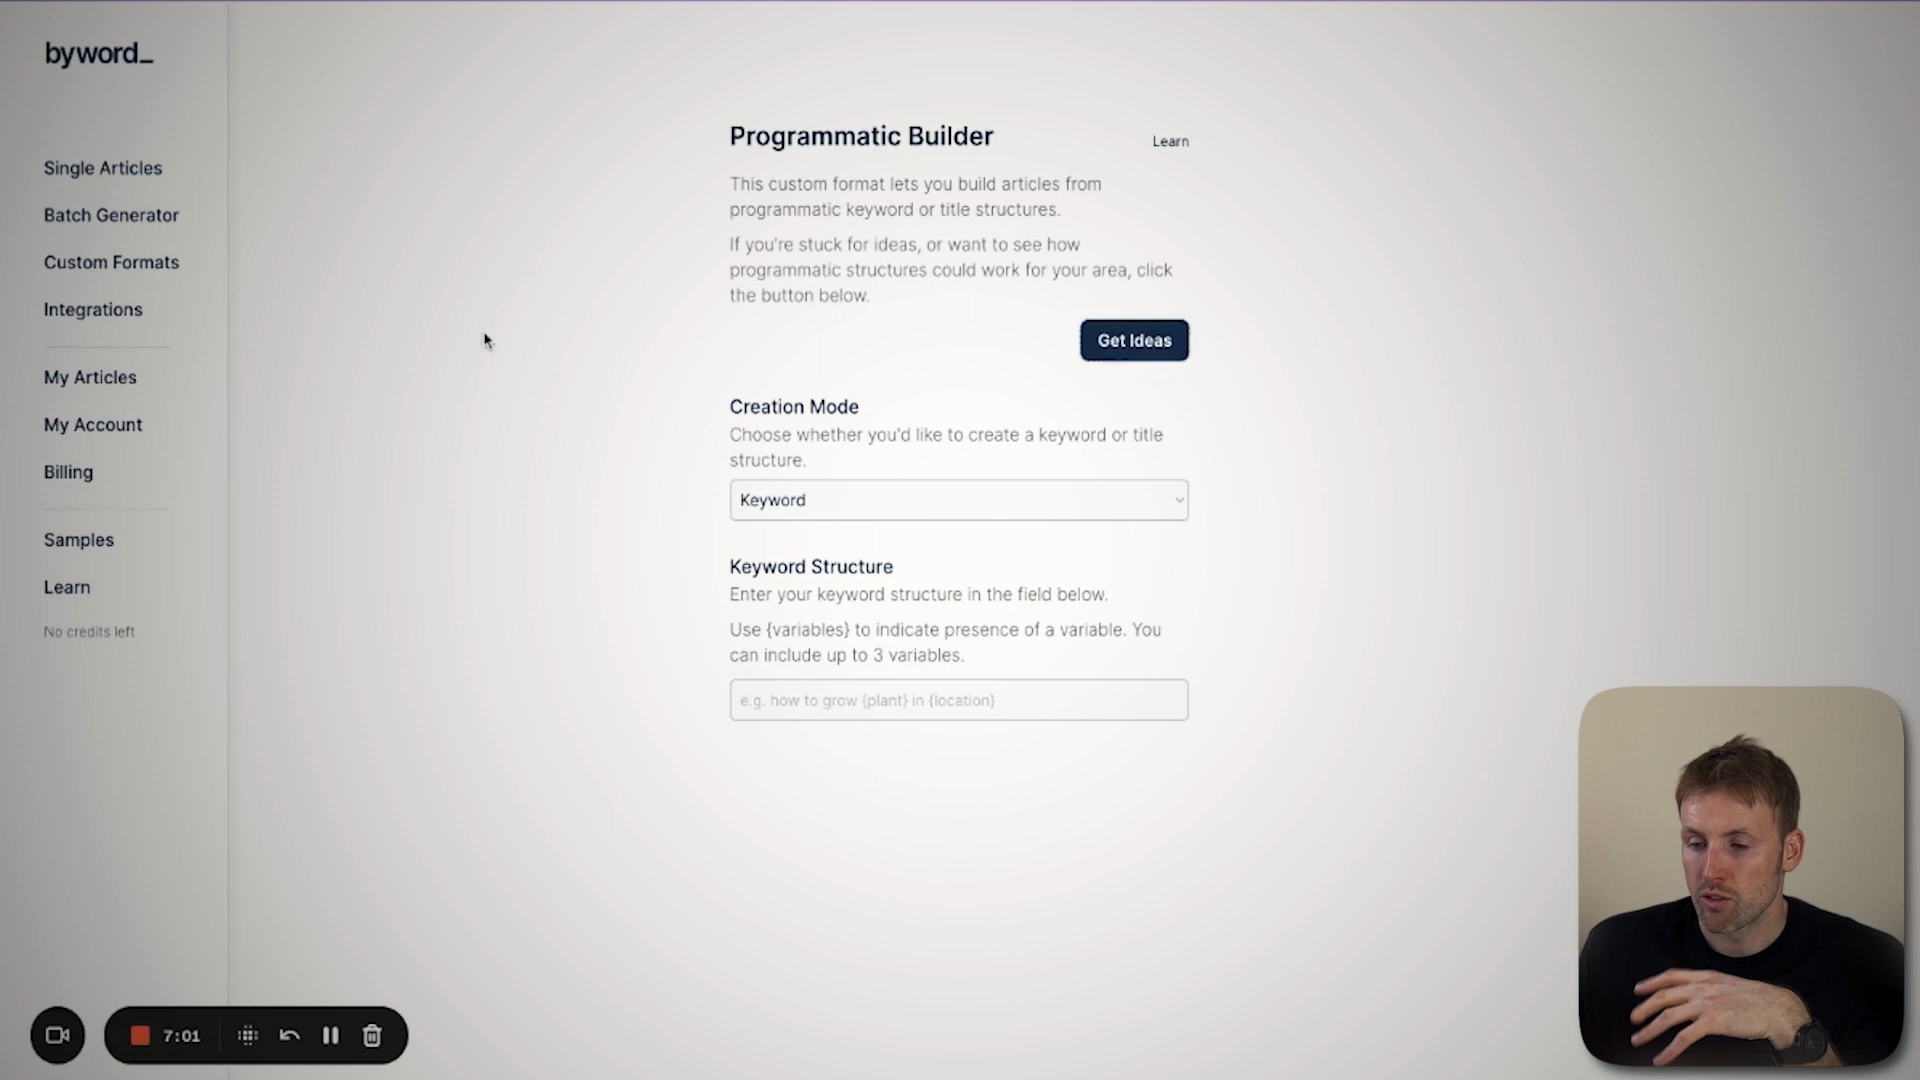 byword_
Single Articles
Batch Generator
Custom Formats
Integrations
My Articles
My Account
Billing
Samples
Learn
No credits left
Programmatic Builder
Learn
This custom format lets you build articles from
programmatic keyword or title structures.
If you're stuck for ideas, or want to see how
programmatic structures could work for your area, click
the button below.
Get Ideas
Creation Mode
Choose whether you'd like to create a keyword or title
structure.
Keyword
Keyword Structure
Enter your keyword structure in the field below.
Use {variables} to indicate presence of a variable. You
can include up to 3 variables.
e.g. how to grow {plant} in {location}
7:01